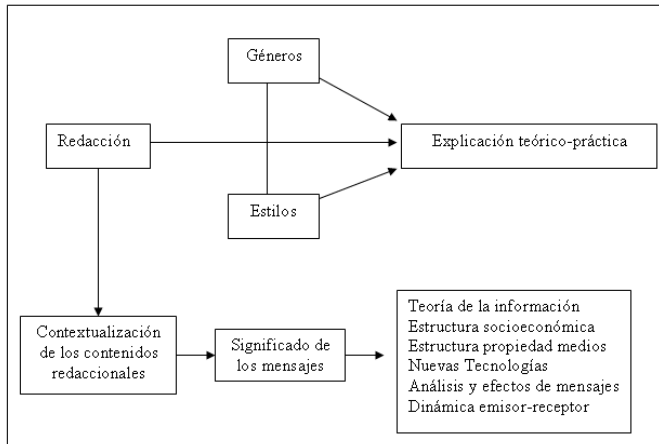 Géneros
Redacción
Explicación teórico-práctica
Estilos
Contextualización
de los contenidos
redaccionales
Significado de
los mensajes
Teoría de la información
Estructura socioeconómica
Estructura propiedad medios
Nuevas Tecnologías
Análisis y efectos de mensajes
Dinámica emisor-receptor